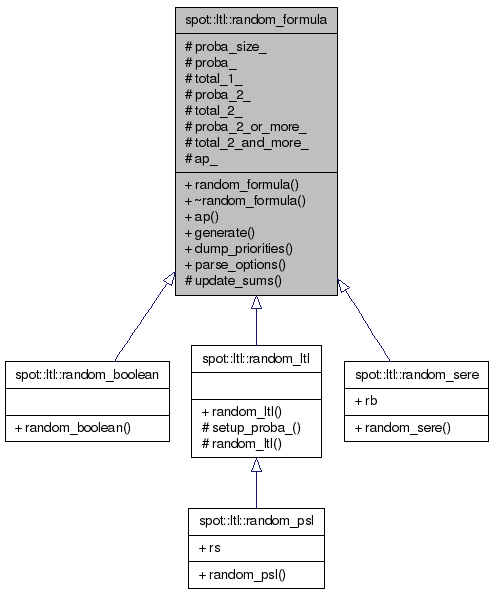 spot::ltl::random_formula
# proba_size_
# proba_
# total_1_
# proba_2_
# total_2_
# proba_2_or_more_
# total_2_and_more_
# ap_
+ random_formula()
+ ~random_formula()
+ ap()
+ generate()
+ dump_priorities()
+ parse_options()
# update_sums()
spot::ltl::random_boolean
+ random_boolean()
spot::ltl::random_ltl
+ random_ltl()
# setup_proba_()
# random_ltl()
spot::ltl::random_sere
+ rb
+ random_sere()
spot::ltl::random_psl
+ rs
+ random_psl()